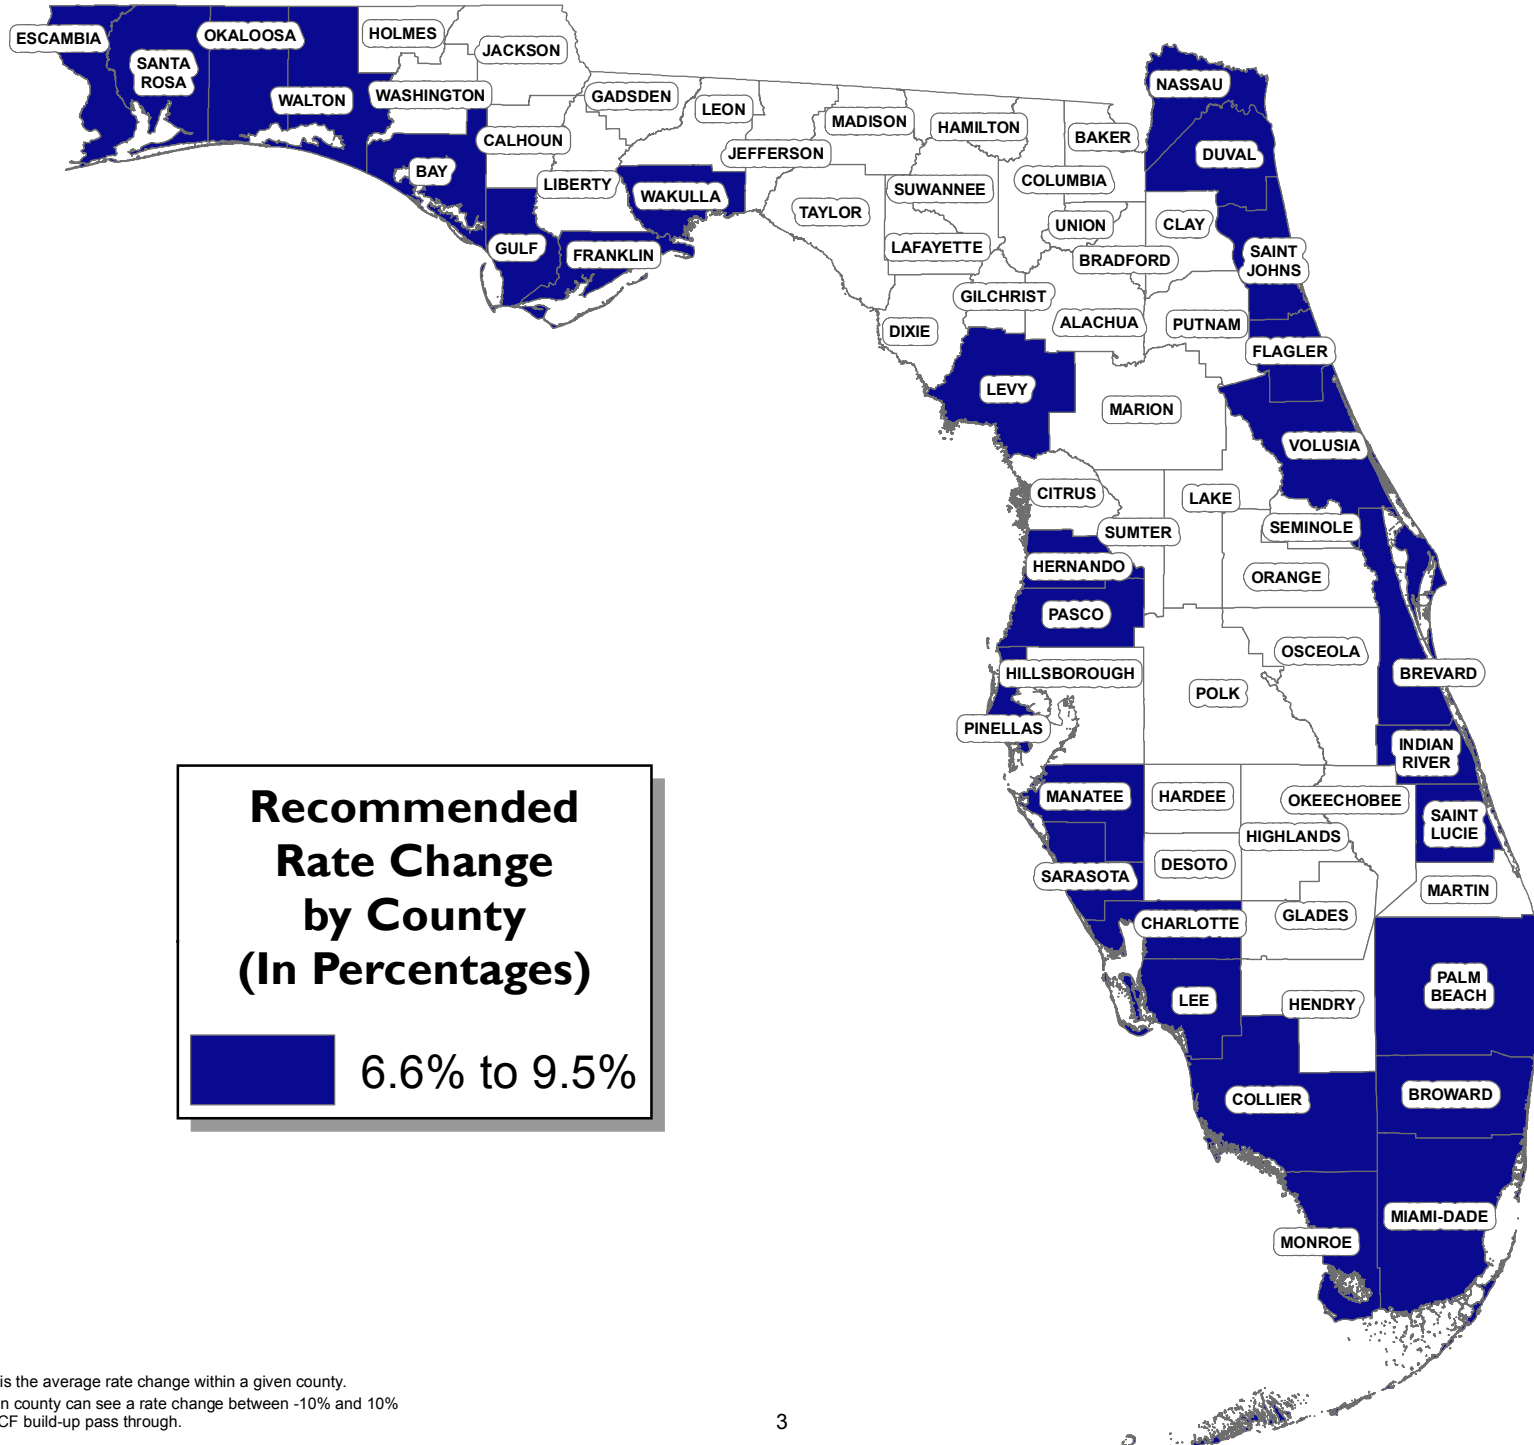 ESCAMBIA
SANTA
ROSA
OKALOOSA
WALTON
HOLMES
JACKSON
WASHINGTON
BAY
CALHOUN
GULF
GADSDEN
LIBERTY
FRANKLIN
LEON
WAKULLA
JEFFERSON
MADISON
TAYLOR
HAMILTON
SUWANNEE
LAFAYETTE
DIXIE
COLUMBIA
GILCHRIST
BAKER
UNION
BRADFORD
ALACHUA
NASSAU
DUVAL
CLAY
SAINT
JOHNS
PUTNAM
FLAGLER
LEVY
MARION
VOLUSIA
CITRUS
SUMTER
LAKE
SEMINOLE
ORANGE
HERNANDO
PASCO
OSCEOLA
BREVARD
HILLSBOROUGH
PINELLAS
POLK
INDIAN
RIVER
MANATEE
HARDEE
OKEECHOBEE
SAINT
LUCIE
HIGHLANDS
SARASOTA
DESOTO
MARTIN
CHARLOTTE
GLADES
LEE
HENDRY
PALM
BEACH
COLLIER
BROWARD
MIAMI-DADE
MONROE
Recommended
Rate Change
by County
(In Percentages)
6.6% to 9.5%
is the average rate change within a given county.
n county can see a rate change between -10% and 10%
CF build-up pass through.
3